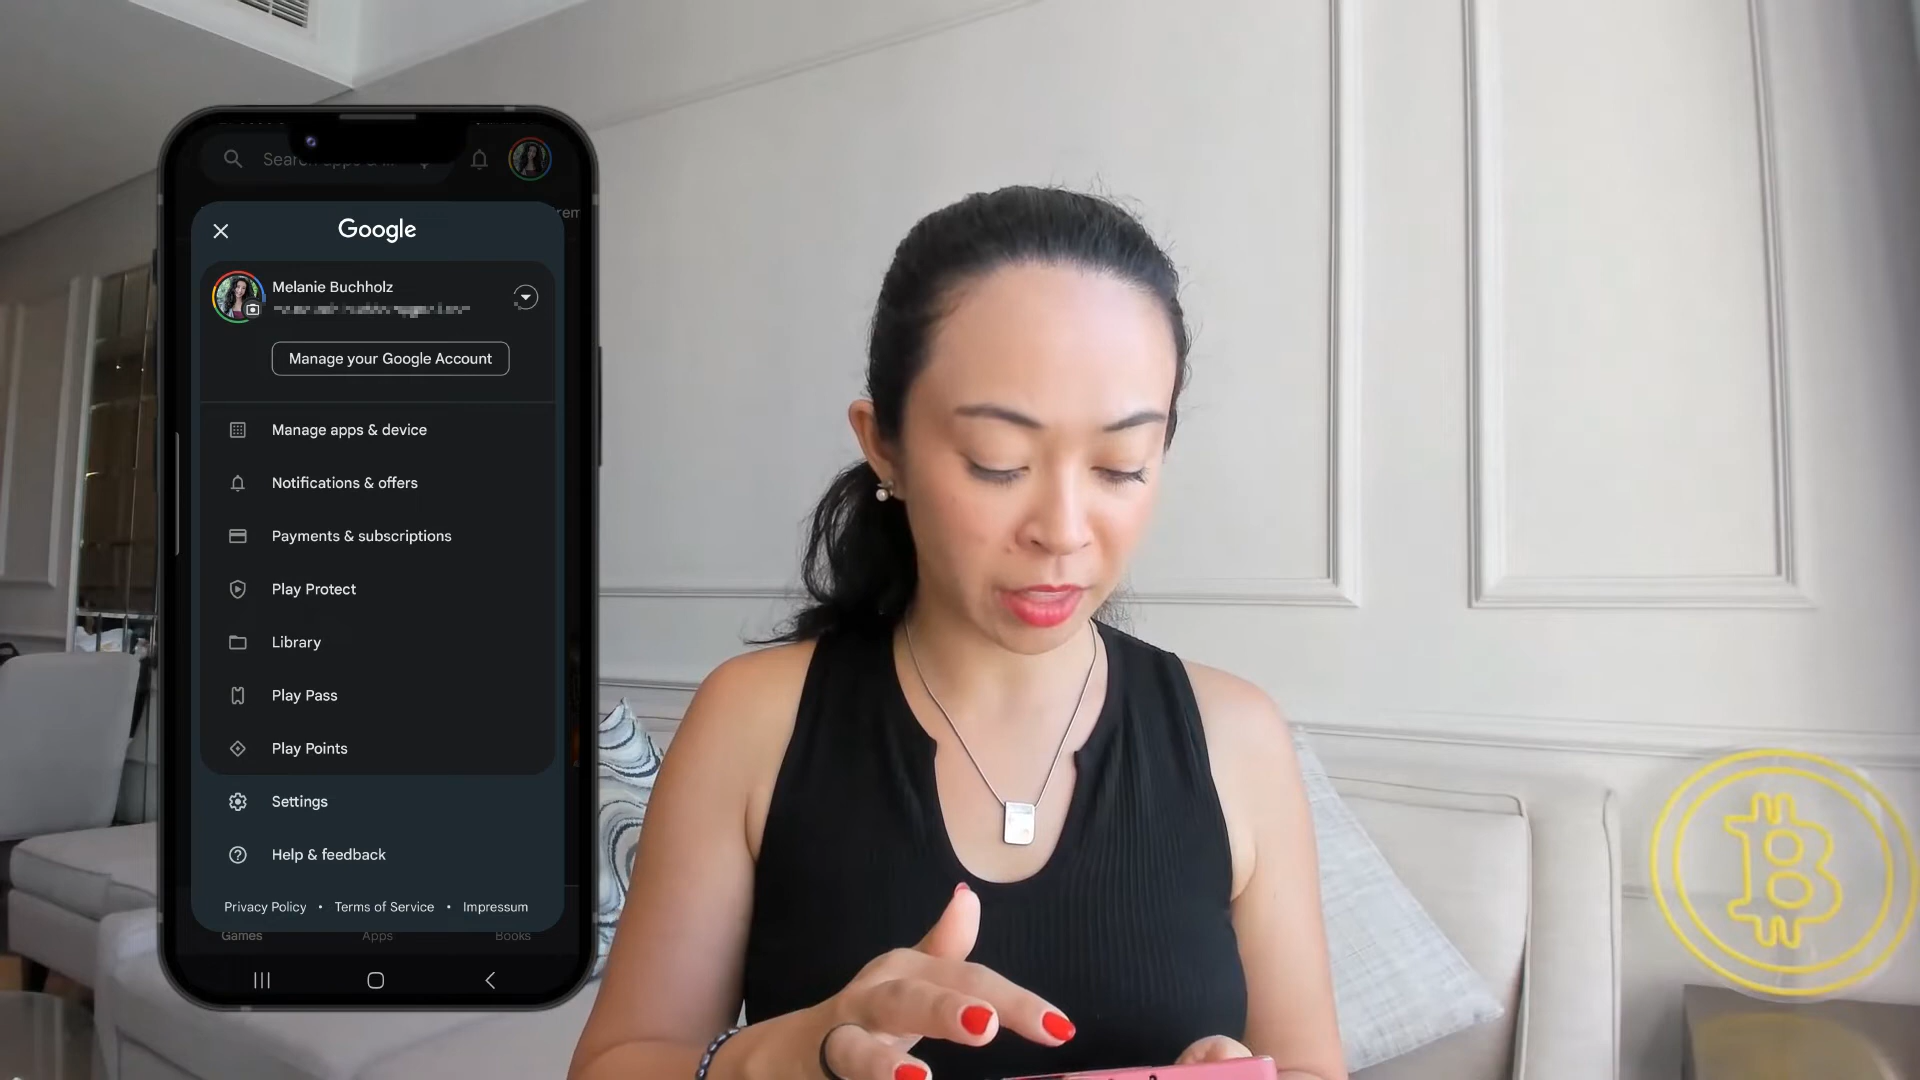 Google
Melanie Buchholz
Manage your Google Account
Manage apps & device
Notifications & offers
Payments & subscriptions
Play Protect
Library
Play Pass
Play Points
Settings
Help & feedback
Privacy Policy • Terms of Service • Impressum
Games Apps Books